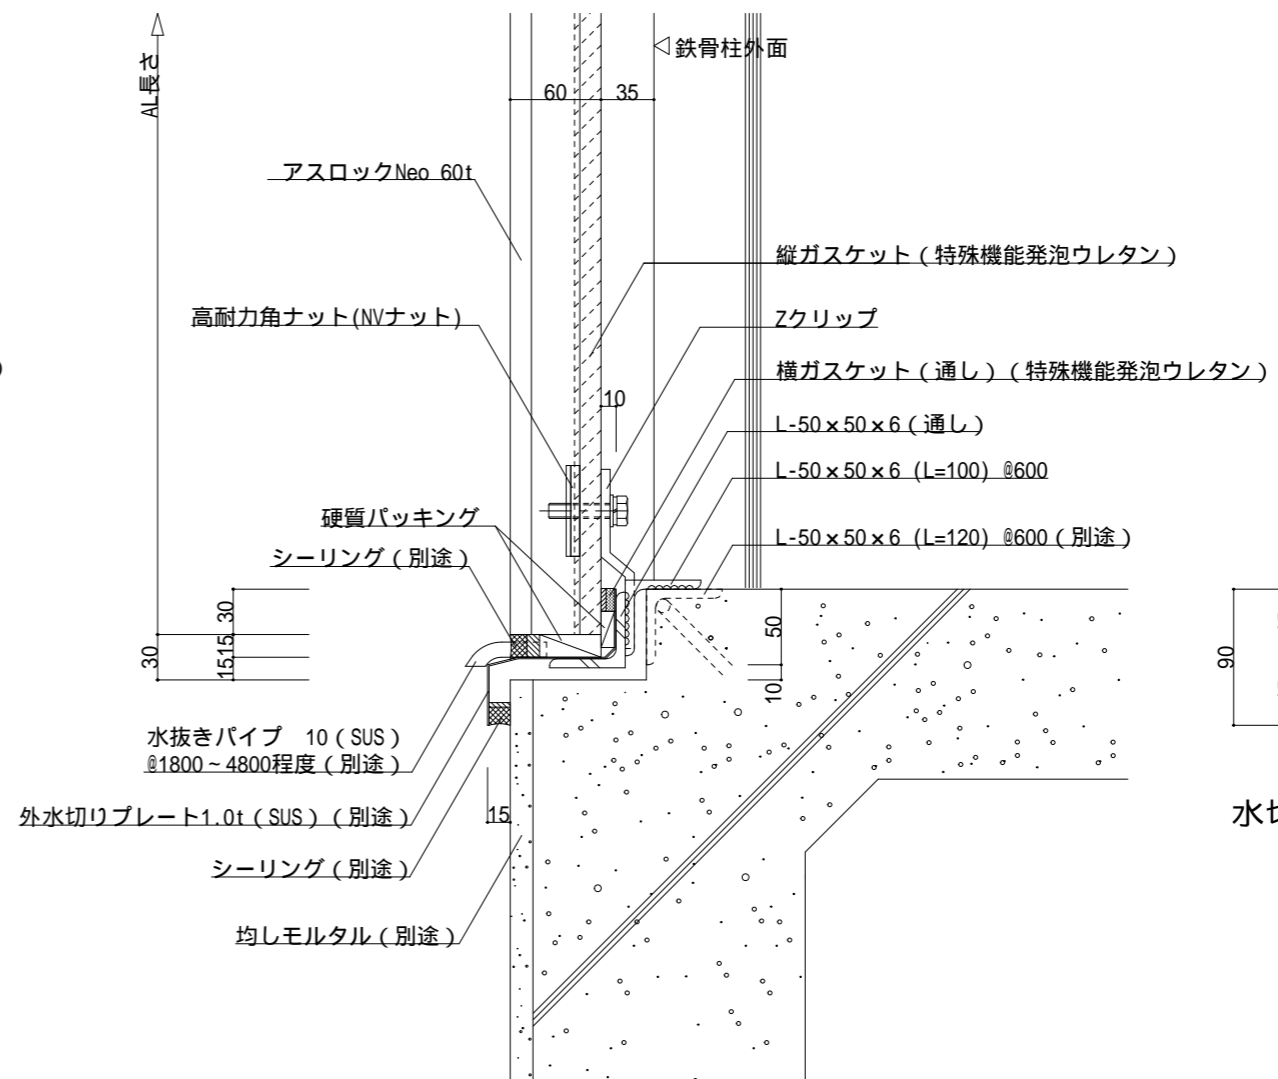 鉄骨柱外面
AL長さ
60
35
アスロックNeo 60t
縦ガスケット(特殊機能発泡ウレタン)
高耐力角ナット(NVナット)
Zクリップ
横ガスケット(通し)(特殊機能発泡ウレタン)
10
L-50×50×6(通し)
L-50×50×6 (L=100) @600
硬質パッキング
L-50×50×6 (L=120) @600(別途)
シーリング(別途)
30
15
15
30
50
10
90
水抜きパイプ 10(SUS)
@1800~4800程度(別途)
外水切りプレート1.0t(SUS)(別途)
15
水切
シーリング(別途)
均しモルタル(別途)